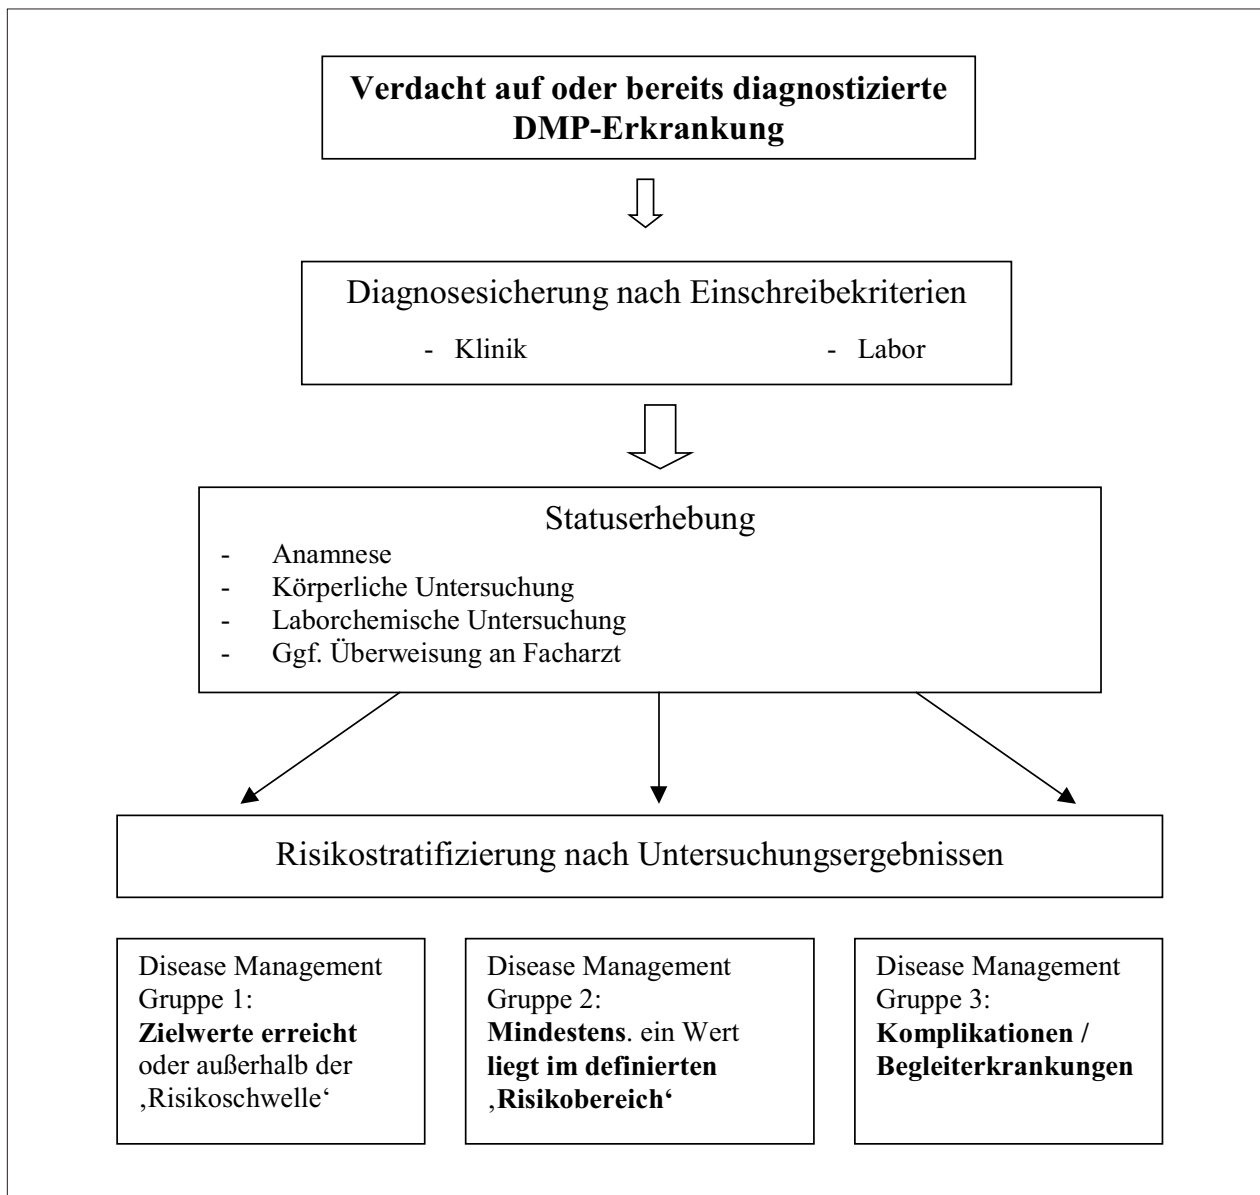 Verdacht auf oder bereits diagnostizierte
DMP-Erkrankung
Diagnosesicherung nach Einschreibekriterien
- Klinik
- Labor
Statuserhebung
- Anamnese
- Körperliche Untersuchung
- Laborchemische Untersuchung
- Ggf. Überweisung an Facharzt
Risikostratifizierung nach Untersuchungsergebnissen
Disease Management
Gruppe 1:
Zielwerte erreicht
oder außerhalb der
‚Risikoschwelle‘
Disease Management
Gruppe 2:
Mindestens. ein Wert
liegt im definierten
‚Risikobereich‘
Disease Management
Gruppe 3:
Komplikationen /
Begleiterkrankungen